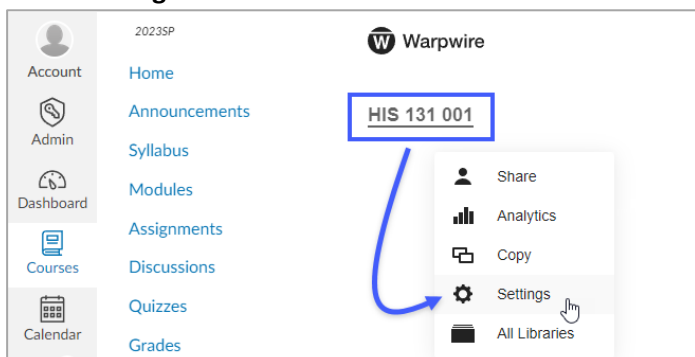 Account
Admin
Dashboard
Courses
Calendar
2023SP
Home
Announcements
Syllabus
Modules
Assignments
Discussions
Quizzes
Grades
W Warpwire
HIS 131 001
Share
Analytics
Copy
Settings
All Libraries